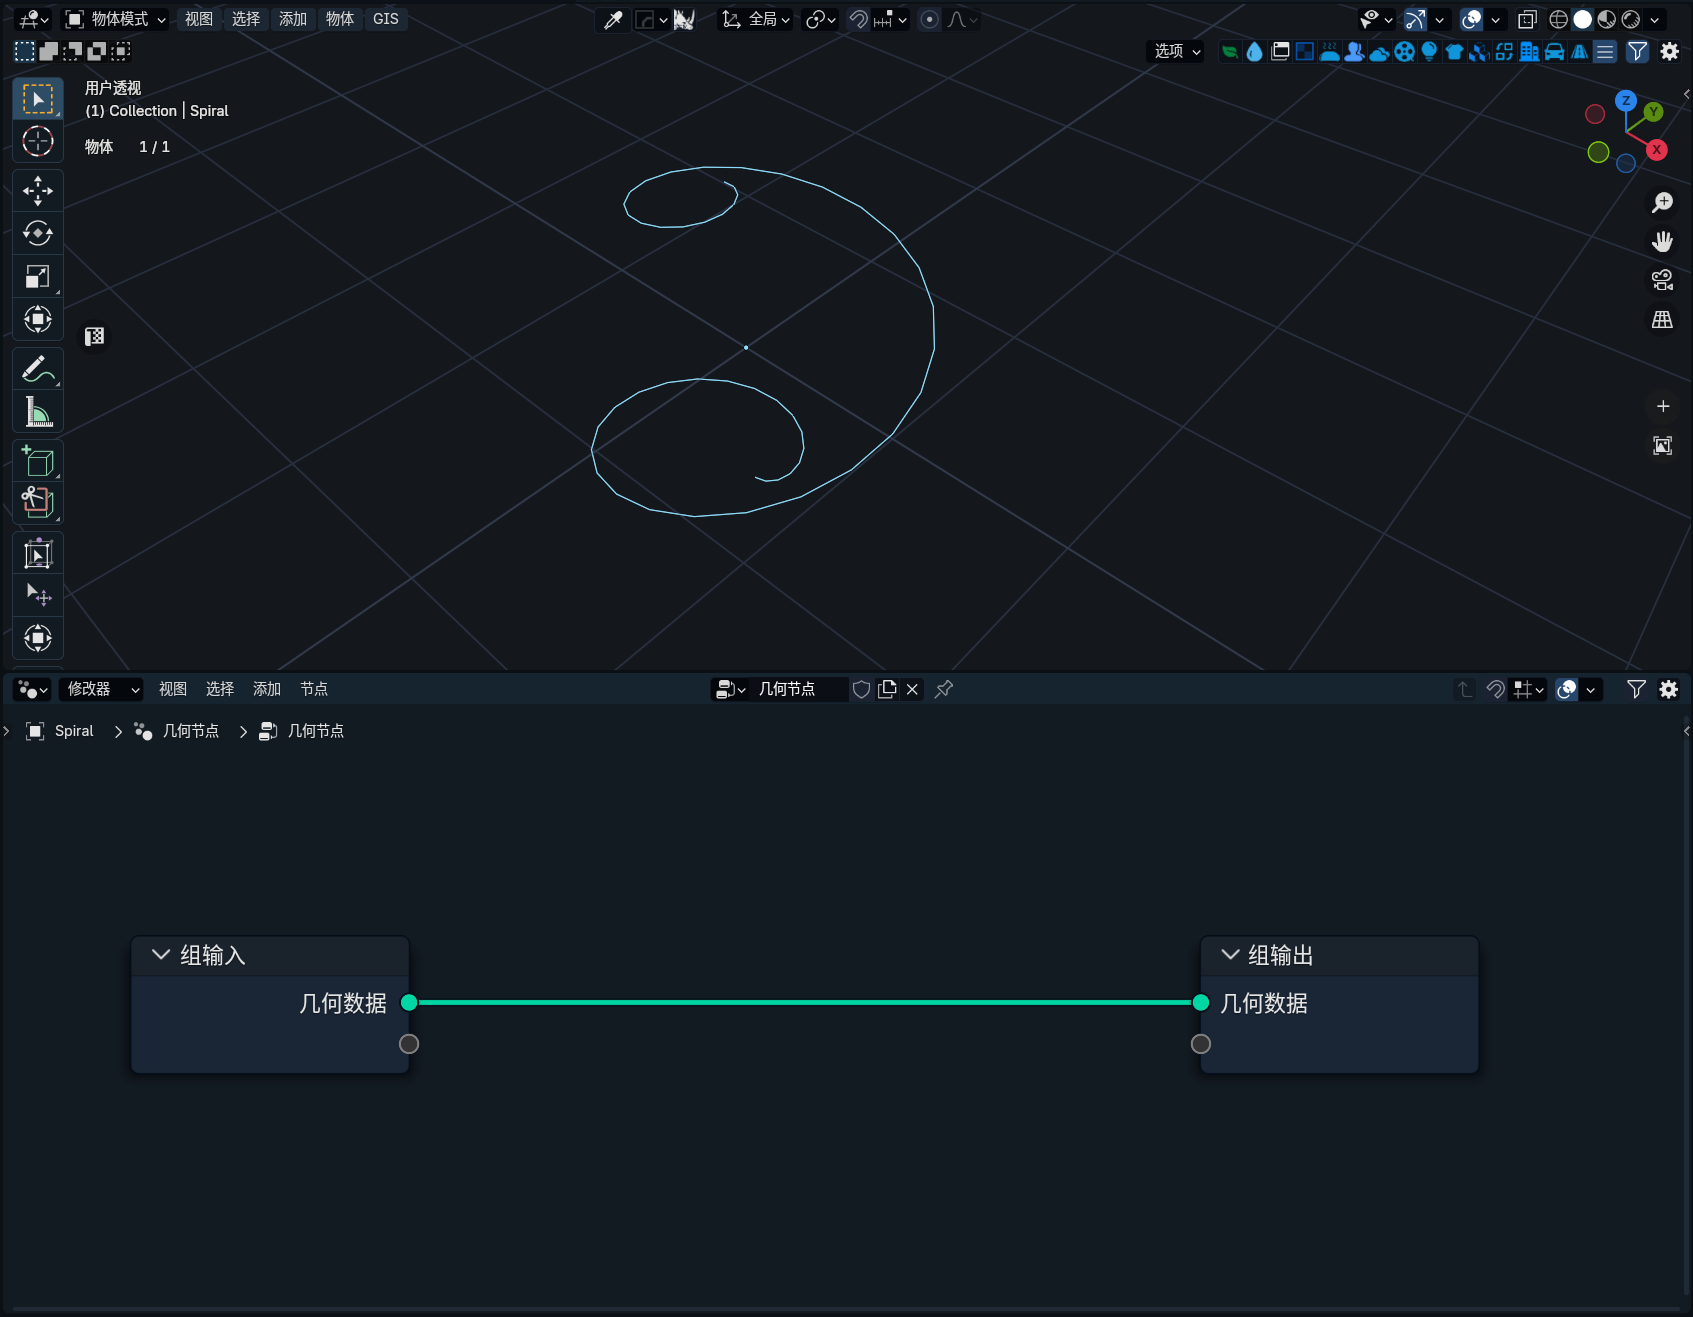 物体模式 视图 选择 添加 物体 GIS 全局
选项
用户透视
(1) Collection | Spiral
物体 1 / 1
Z
Y
X
修改器 视图 选择 添加 节点 几何节点
Spiral 几何节点 几何节点
组输入
几何数据
组输出
几何数据